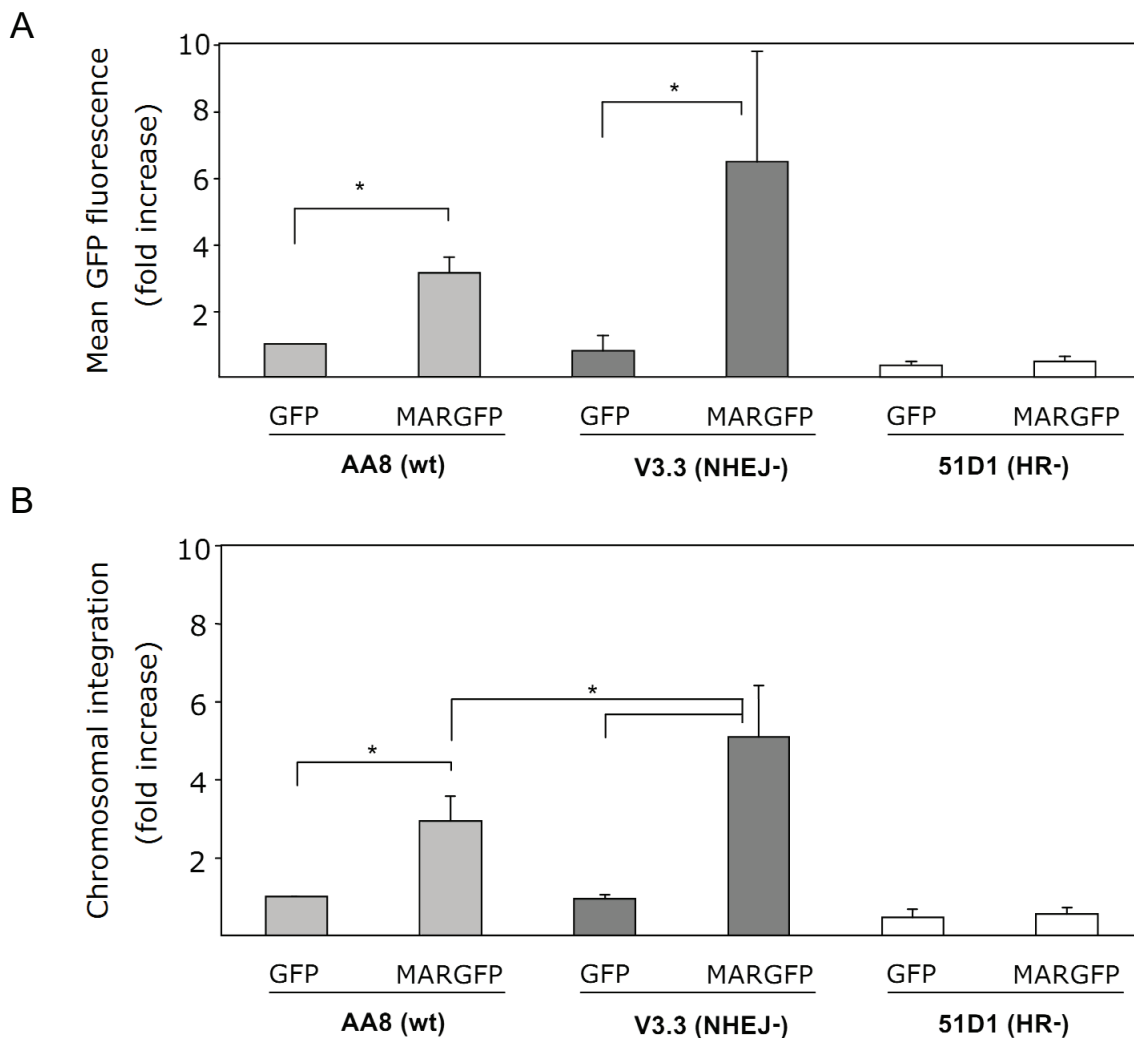 A
Mean GFP fluorescence
(fold increase)
10
8
6
4
2
*
*
GFP MARGFP GFP MARGFP GFP MARGFP
AA8 (wt) V3.3 (NHEJ-) 51D1 (HR-)
B
Chromosomal integration
(fold increase)
10
8
6
4
2
*
*
GFP MARGFP GFP MARGFP GFP MARGFP
AA8 (wt) V3.3 (NHEJ-) 51D1 (HR-)